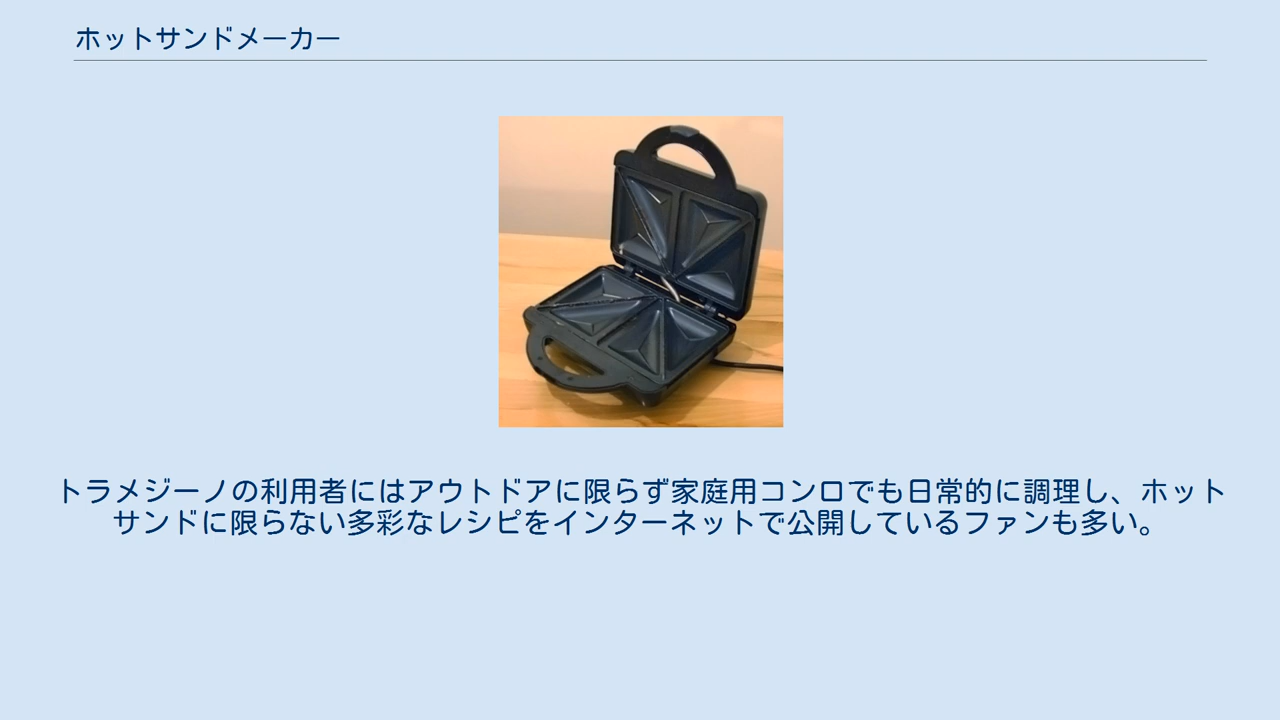 ホットサンドメーカー
トラメジーノの利用者にはアウトドアに限らず家庭用コンロでも日常的に調理し、ホット
サンドに限らない多彩なレシピをインターネットで公開しているファンも多い。